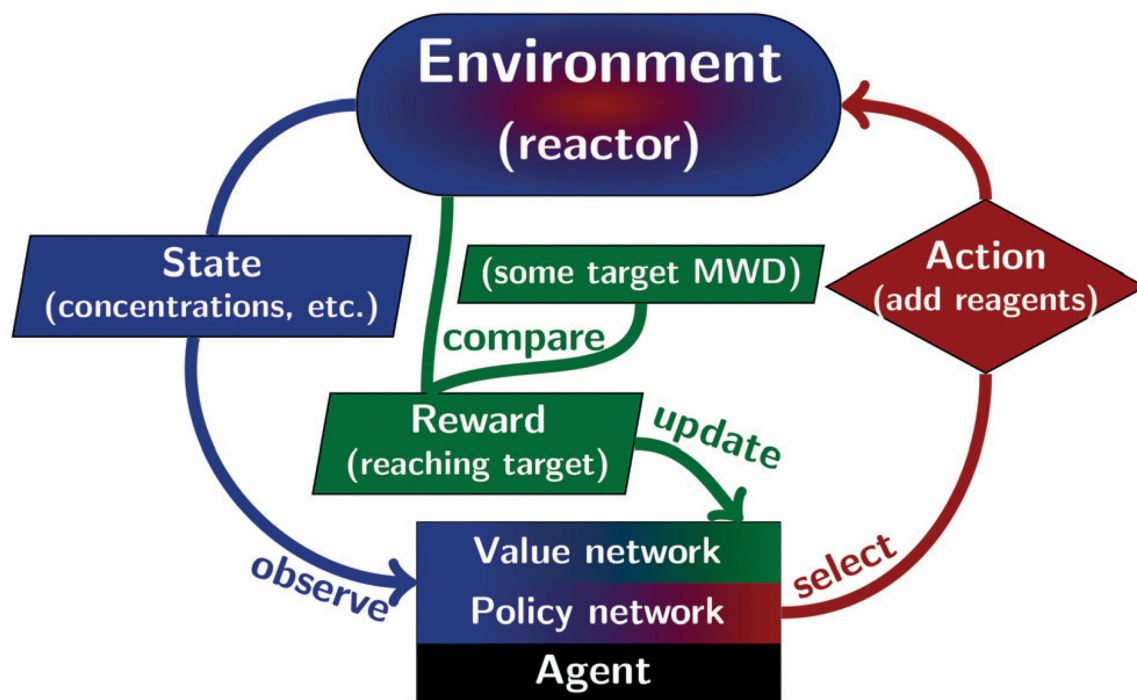 Environment
(reactor)
State
(concentrations, etc.)
(some target MWD)
Action
(add reagents)
compare
Reward
(reaching target)
update
observe
Value network
Policy network
Agent
select